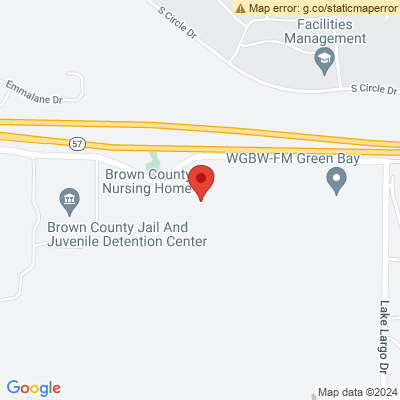 Map error: g.co/staticmaperror
S Circle Dr
Facilities
Management
S Circle Dr
Emmalane Dr
57
Brown County
Nursing Home
WGBW-FM Green Bay
Brown County Jail And
Juvenile Detention Center
Lake Largo Dr
Google
Map data ©2024